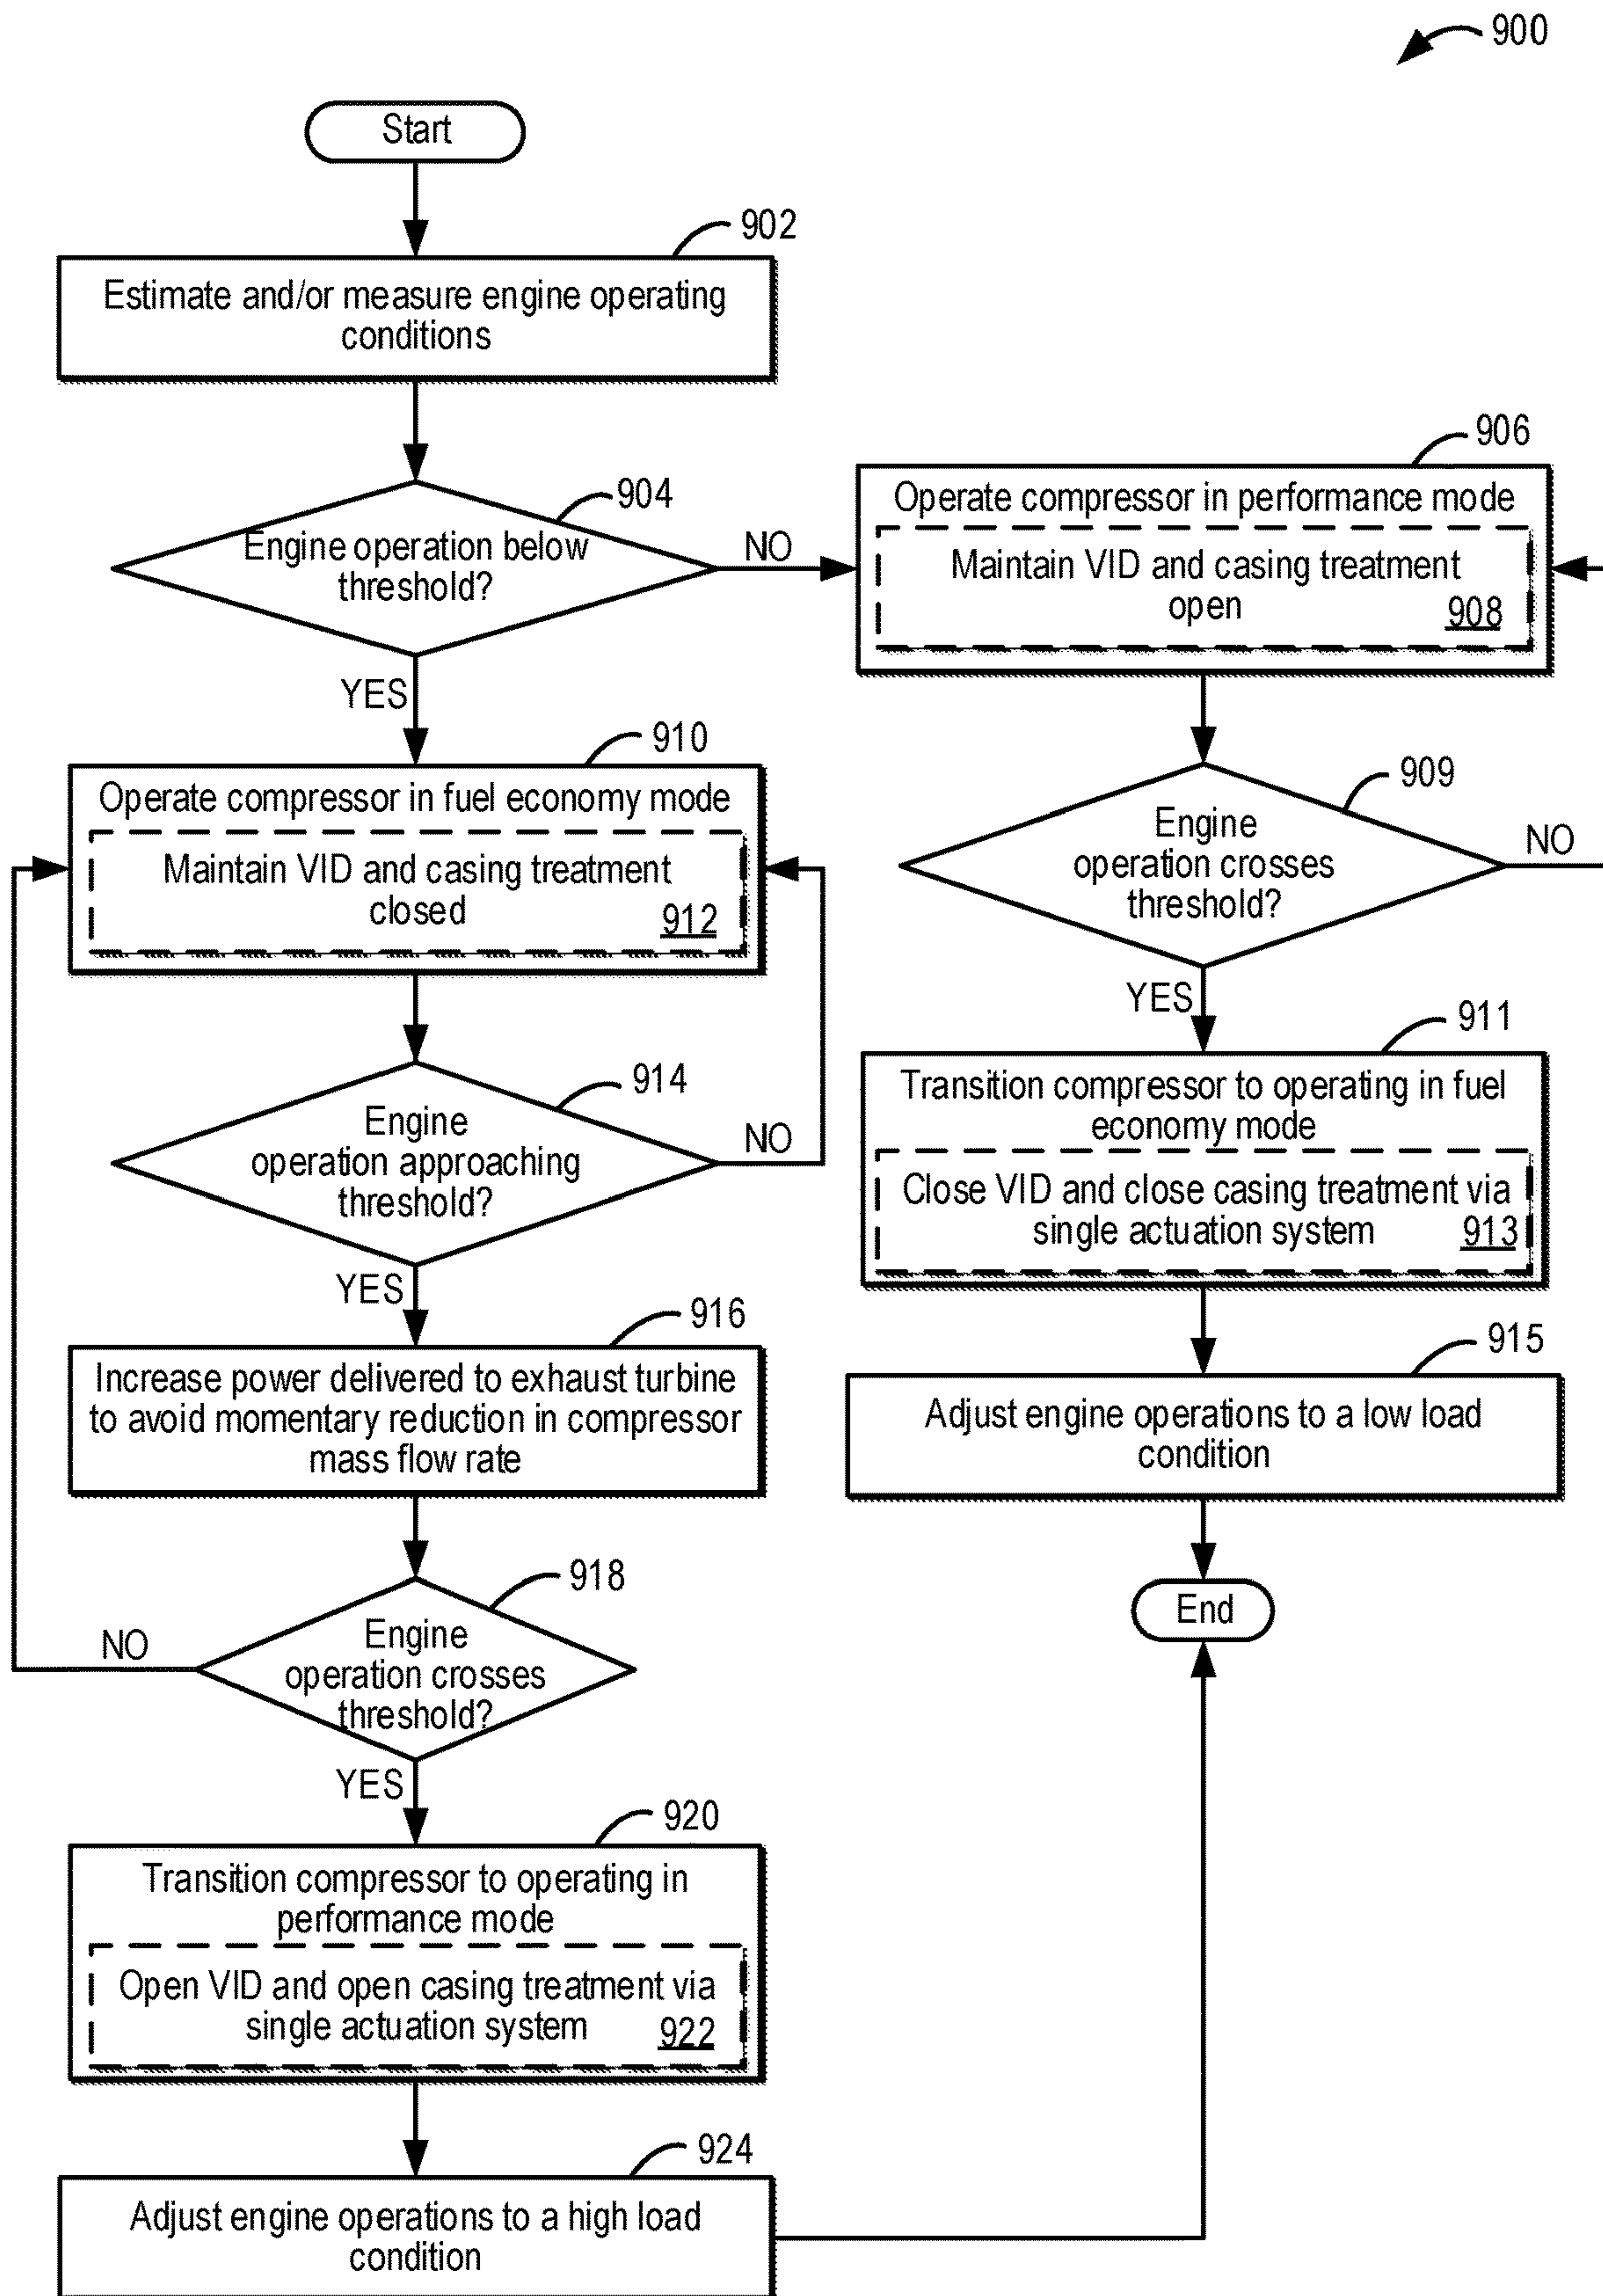 900
Start
902
Estimate and/or measure engine operating
conditions
904
Engine operation below
threshold?
NO
YES
906
Operate compressor in performance mode
Maintain VID and casing treatment
open
908
910
Operate compressor in fuel economy mode
Maintain VID and casing treatment
closed
912
909
Engine
operation crosses
threshold?
NO
YES
914
Engine
operation approaching
threshold?
NO
YES
911
Transition compressor to operating in fuel
economy mode
Close VID and close casing treatment via
single actuation system
913
916
Increase power delivered to exhaust turbine
to avoid momentary reduction in compressor
mass flow rate
915
Adjust engine operations to a low load
condition
918
Engine
operation crosses
threshold?
NO
YES
End
920
Transition compressor to operating in
performance mode
Open VID and open casing treatment via
single actuation system
922
924
Adjust engine operations to a high load
condition